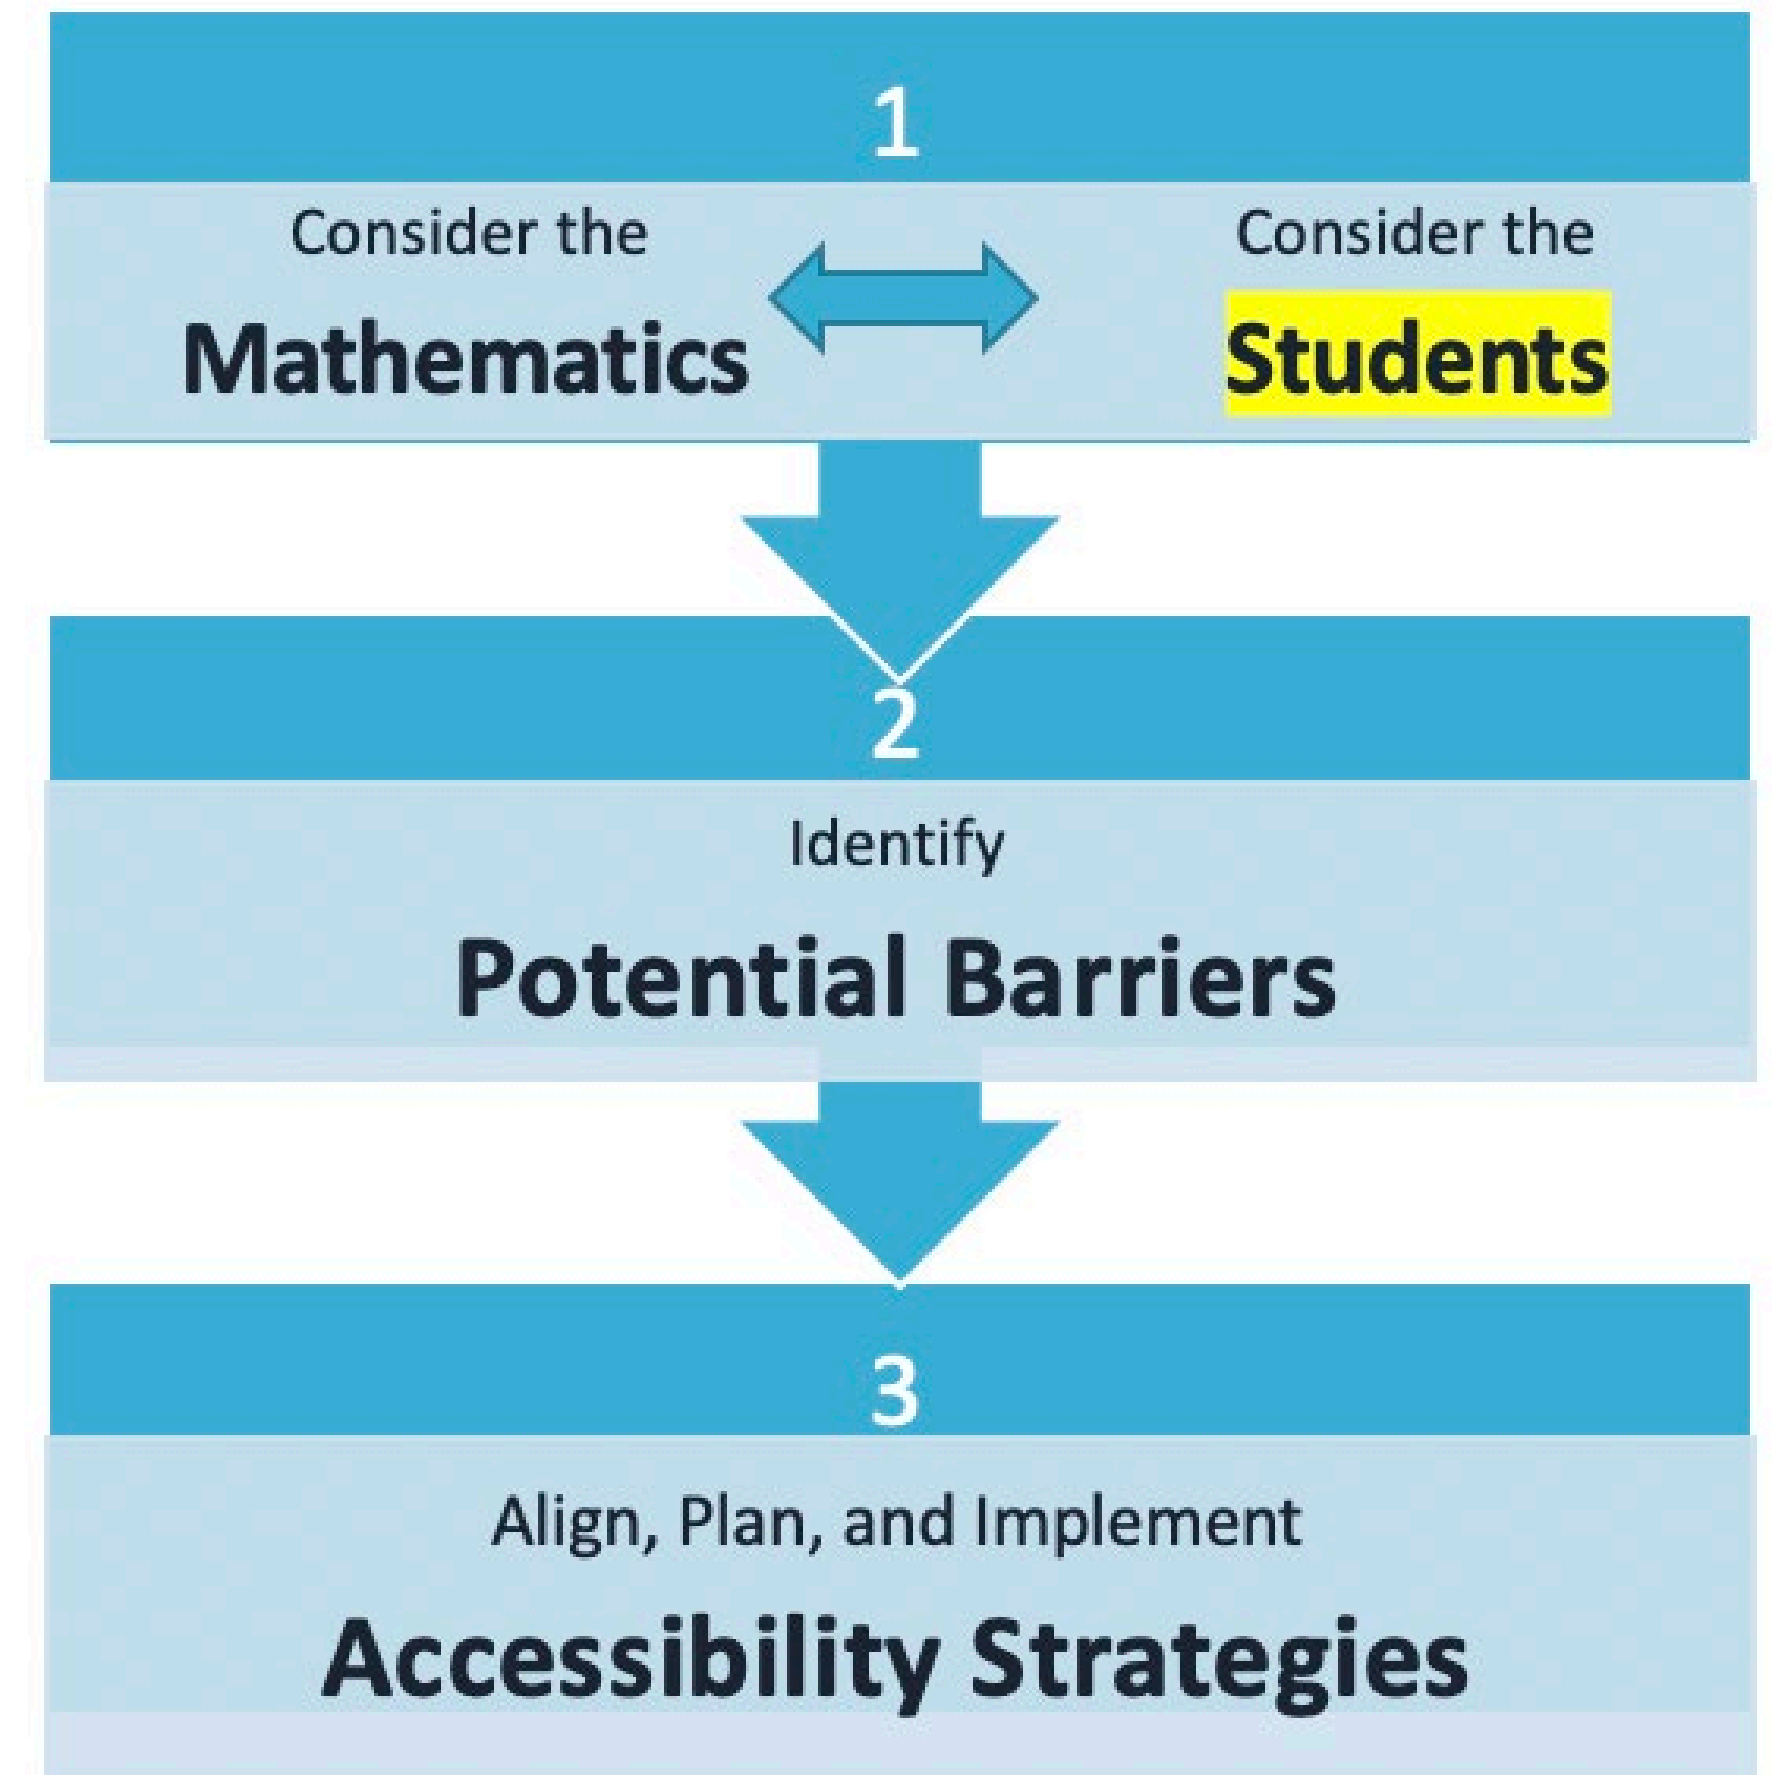 1
Consider the
Mathematics
Consider the
Students
2
Identify
Potential Barriers
3
Align, Plan, and Implement
Accessibility Strategies